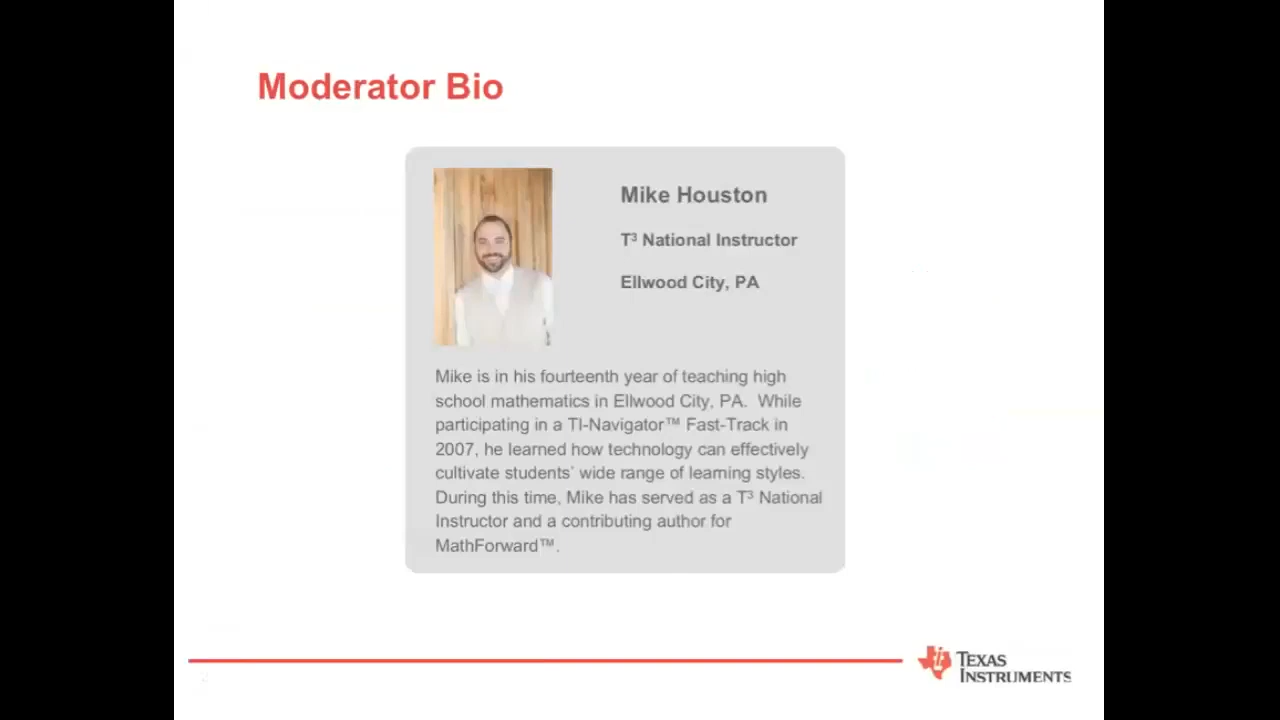 Moderator Bio
Mike Houston
T³ National Instructor
Ellwood City, PA
Mike is in his fourteenth year of teaching high
school mathematics in Ellwood City, PA.  While
participating in a TI-Navigator™ Fast-Track in
2007, he learned how technology can effectively
cultivate students’ wide range of learning styles.
During this time, Mike has served as a T³ National
Instructor and a contributing author for
MathForward™.
TEXAS
INSTRUMENTS